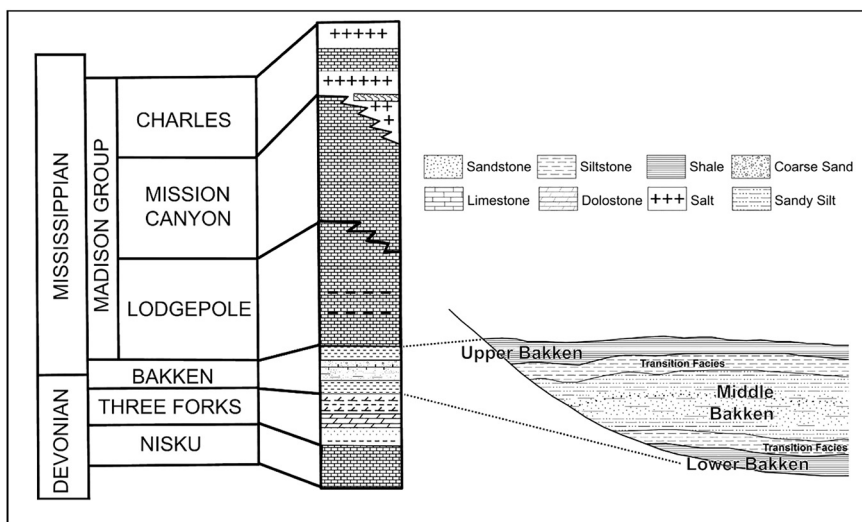 MISSISSIPPIAN
DEVONIAN
MADISON GROUP
CHARLES
MISSION
CANYON
LODGEPOLE
BAKKEN
THREE FORKS
NISKU
Sandstone
Siltstone
Shale
Coarse Sand
Limestone
Dolostone
Salt
Sandy Silt
Upper Bakken
Transition Facies
Middle
Bakken
Transition Facies
Lower Bakken